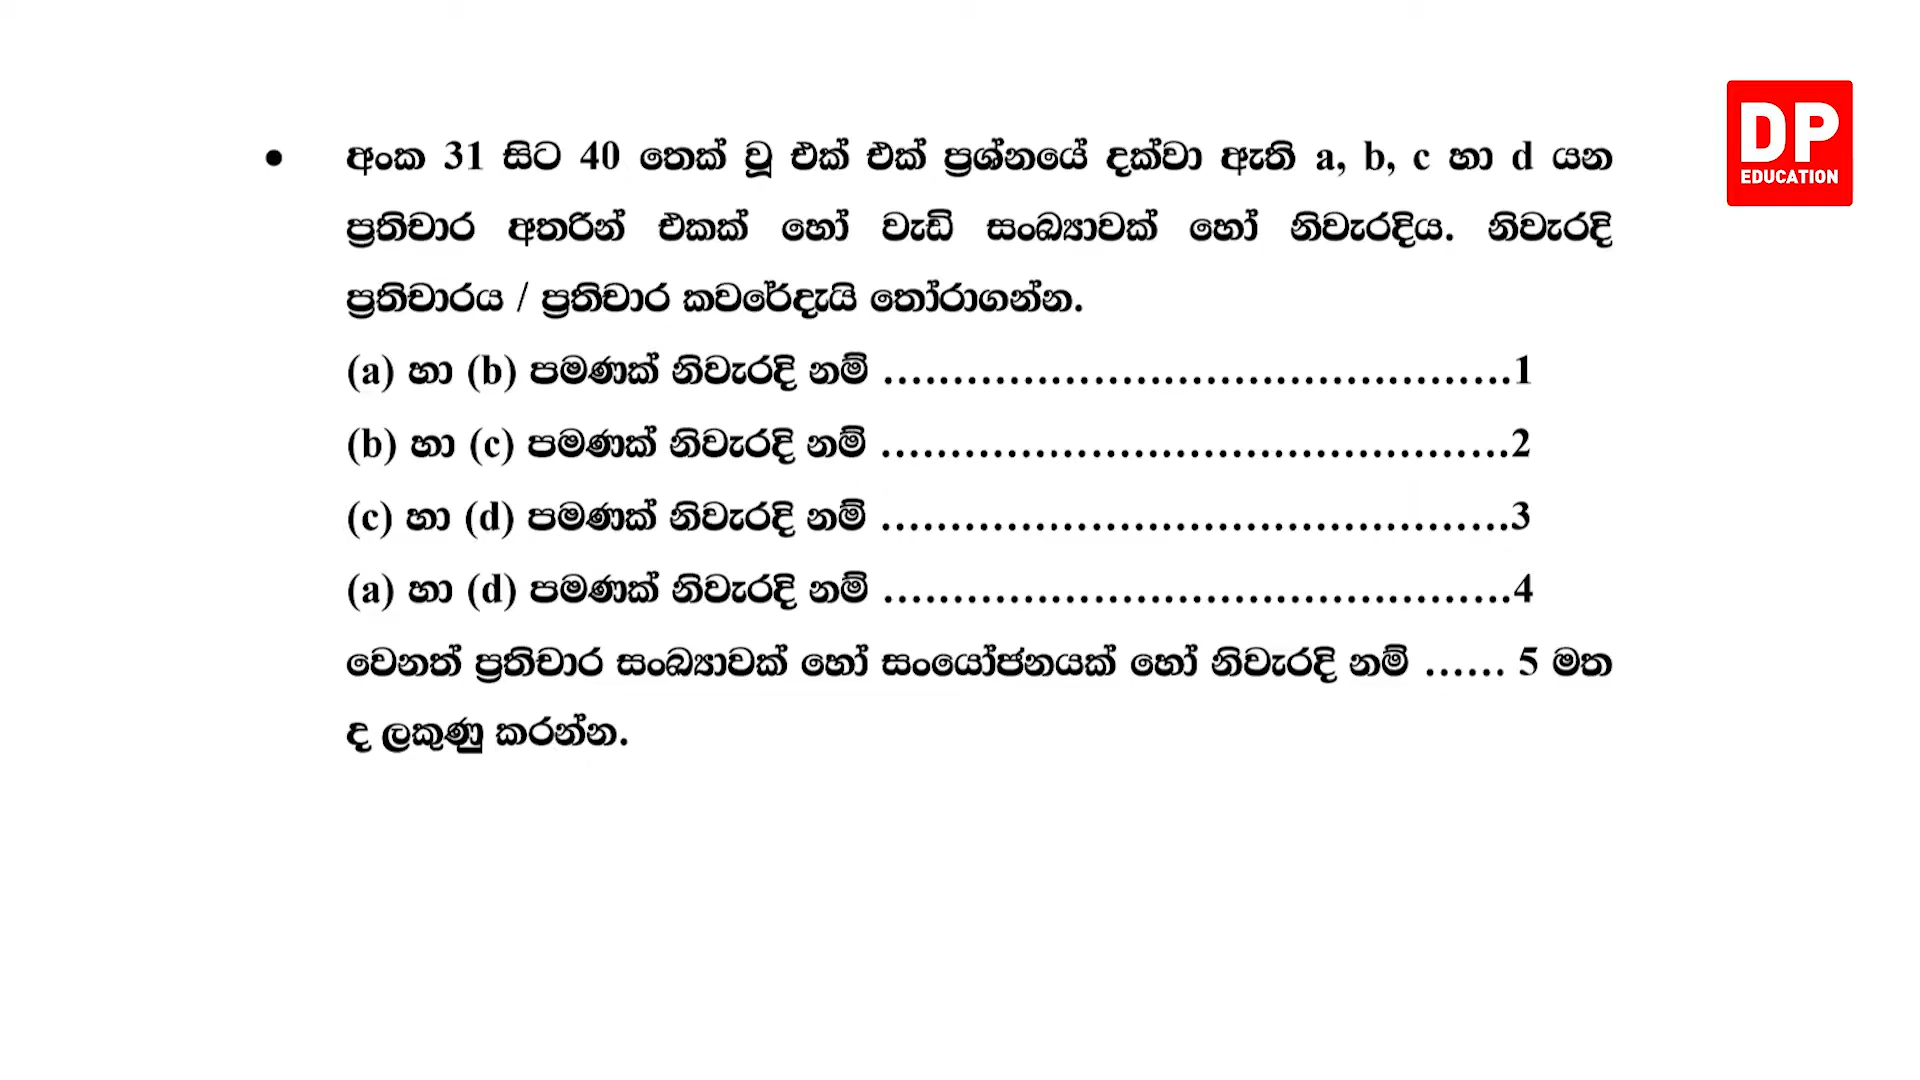 DP
EDUCATION
• අංක 31 සිට 40 තෙක් වූ එක් එක් ප්‍රශ්නයේ දක්වා ඇති a, b, c හා d යන
ප්‍රතිචාර අතරින් එකක් හෝ වැඩි සංඛ්‍යාවක් හෝ නිවැරදිය. නිවැරදි
ප්‍රතිචාරය / ප්‍රතිචාර කවරේදැයි තෝරාගන්න.
(a) හා (b) පමණක් නිවැරදි නම් .............................................1
(b) හා (c) පමණක් නිවැරදි නම් .............................................2
(c) හා (d) පමණක් නිවැරදි නම් .............................................3
(a) හා (d) පමණක් නිවැරදි නම් .............................................4
වෙනත් ප්‍රතිචාර සංඛ්‍යාවක් හෝ සංයෝජනයක් හෝ නිවැරදි නම් ...... 5 මත
ද ලකුණු කරන්න.